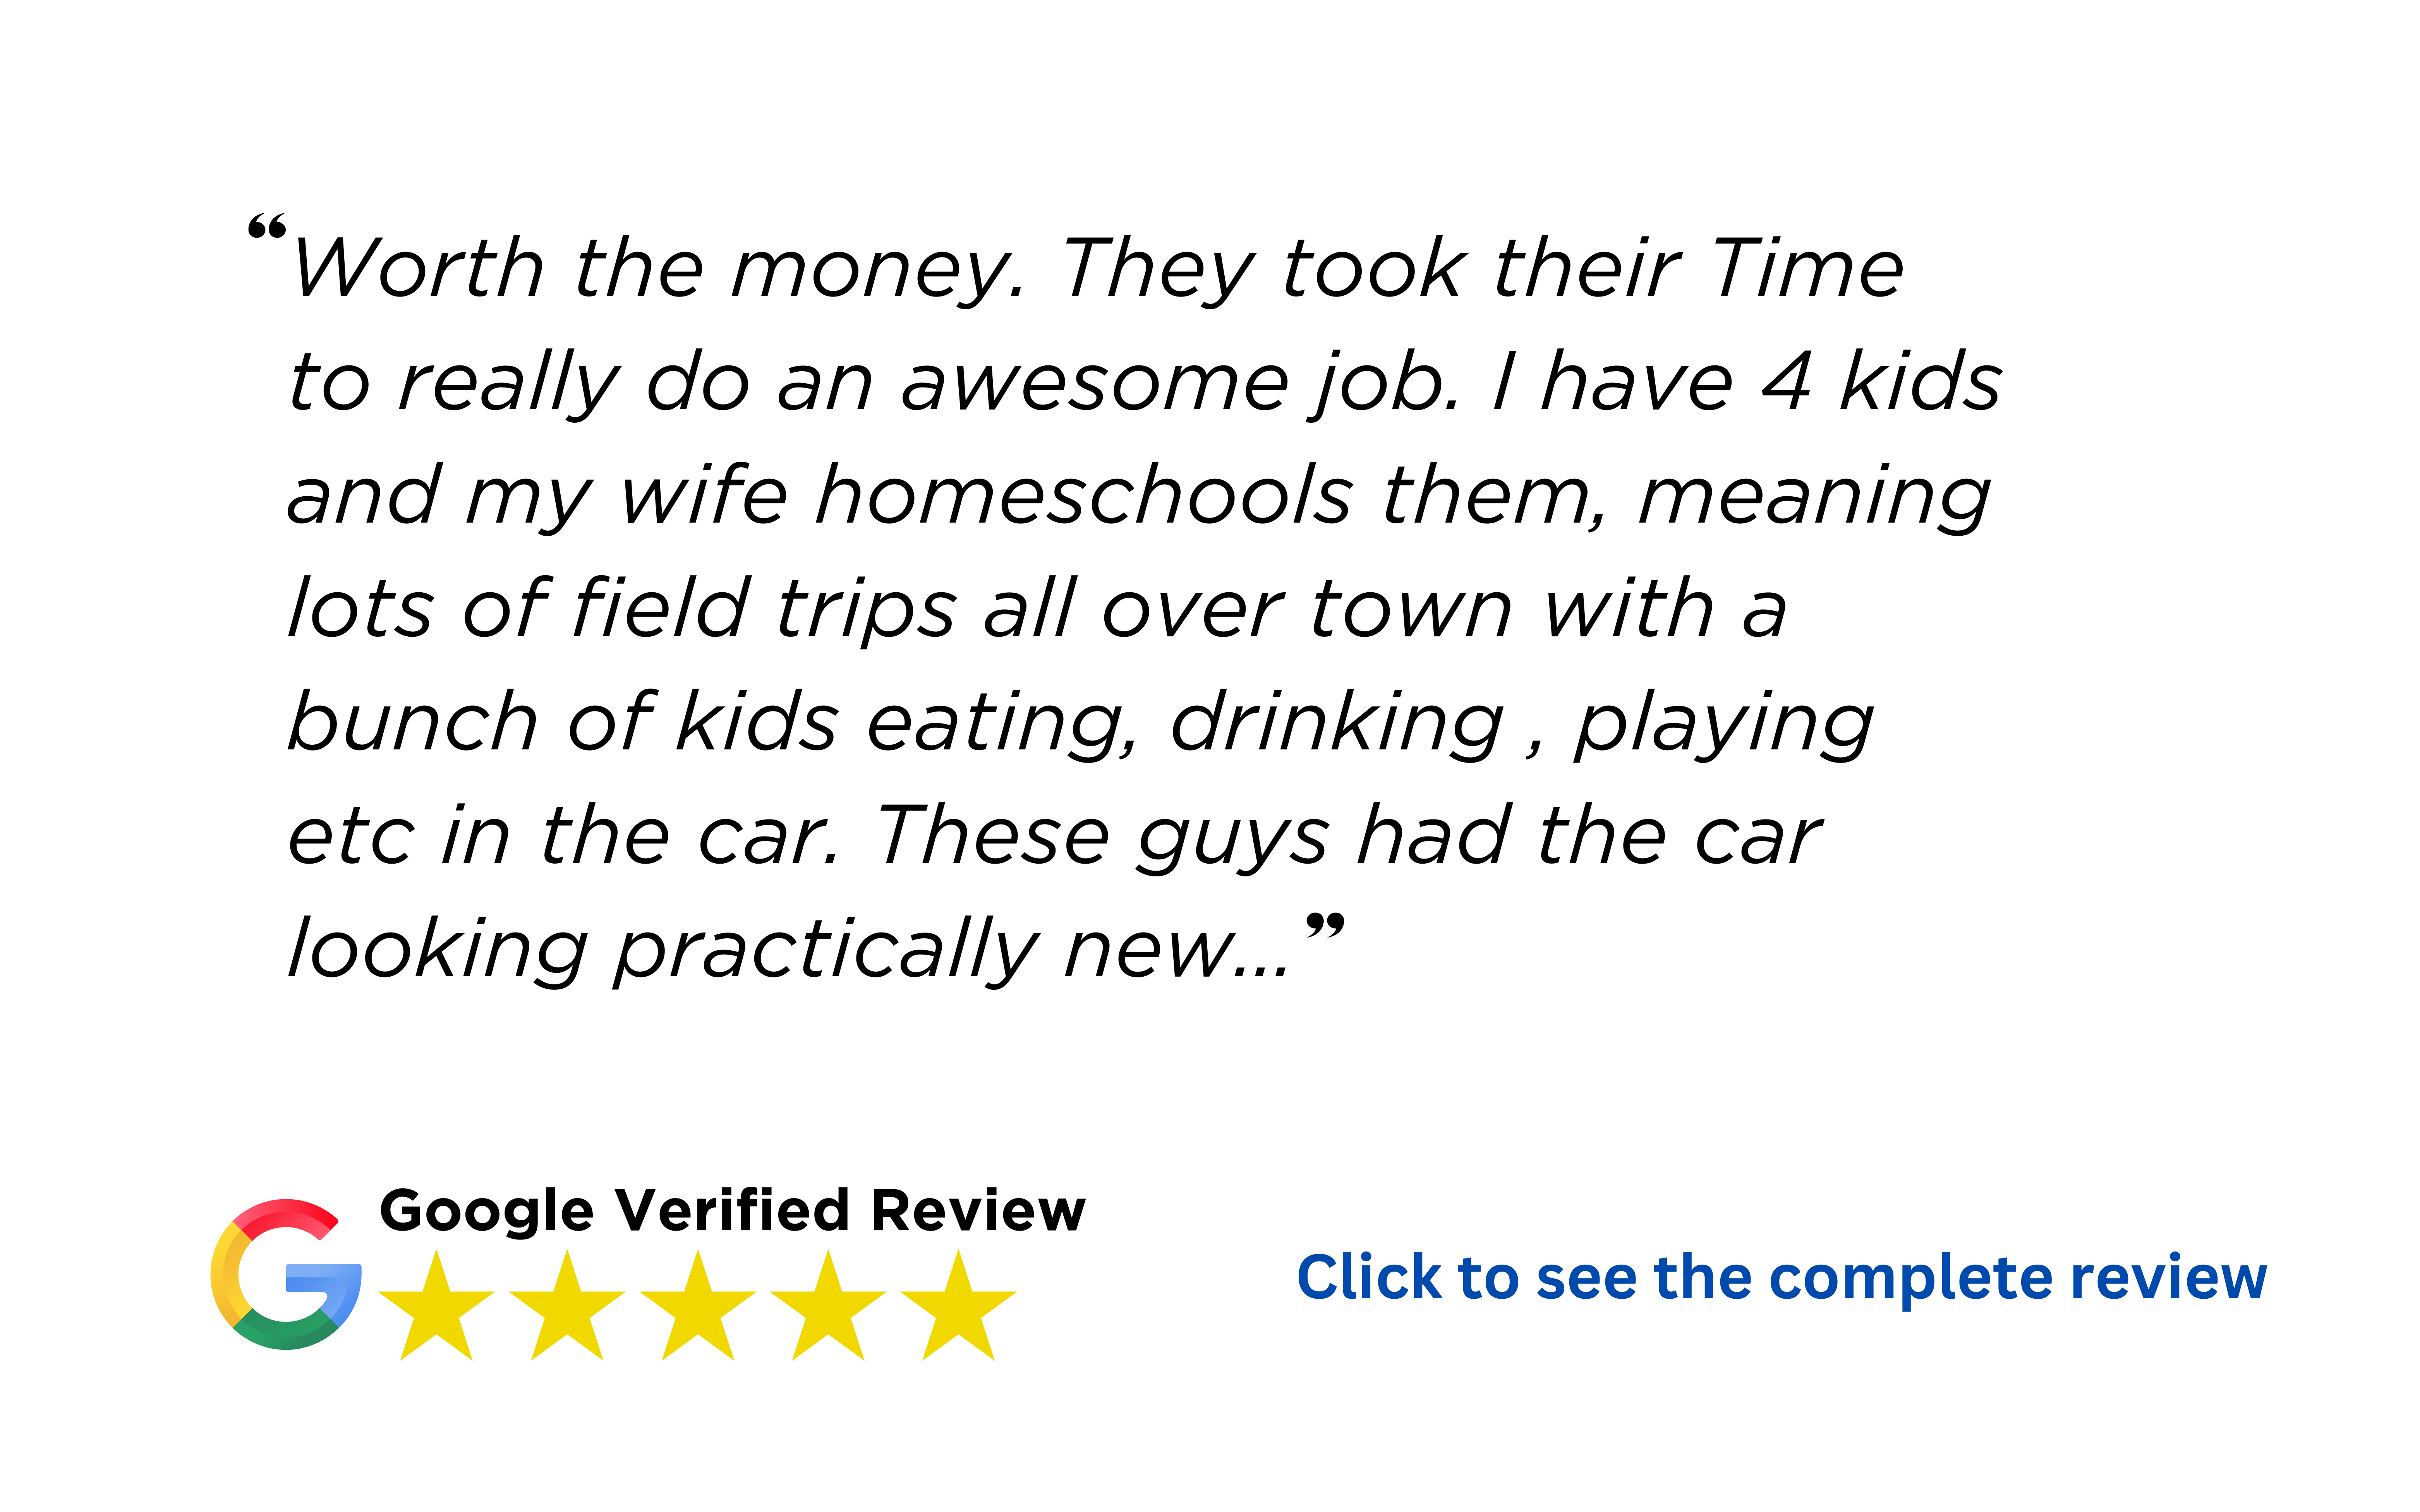 “Worth the money. They took their Time
to really do an awesome job. I have 4 kids
and my wife homeschools them, meaning
lots of field trips all over town with a
bunch of kids eating, drinking , playing
etc in the car. These guys had the car
looking practically new...”
Google Verified Review
Click to see the complete review